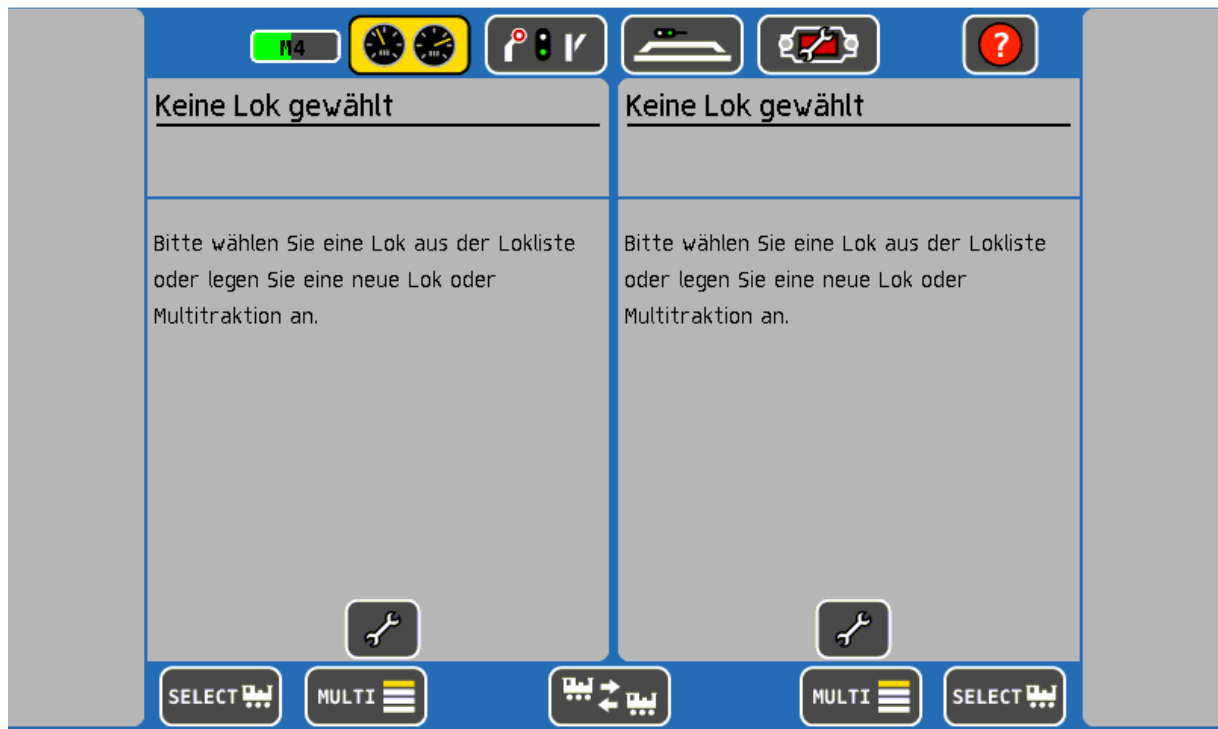 M4
?
Keine Lok gewählt
Bitte wählen Sie eine Lok aus der Lokliste
oder legen Sie eine neue Lok oder
Multitraktion an.
Keine Lok gewählt
Bitte wählen Sie eine Lok aus der Lokliste
oder legen Sie eine neue Lok oder
Multitraktion an.
SELECT
MULTI
MULTI
SELECT